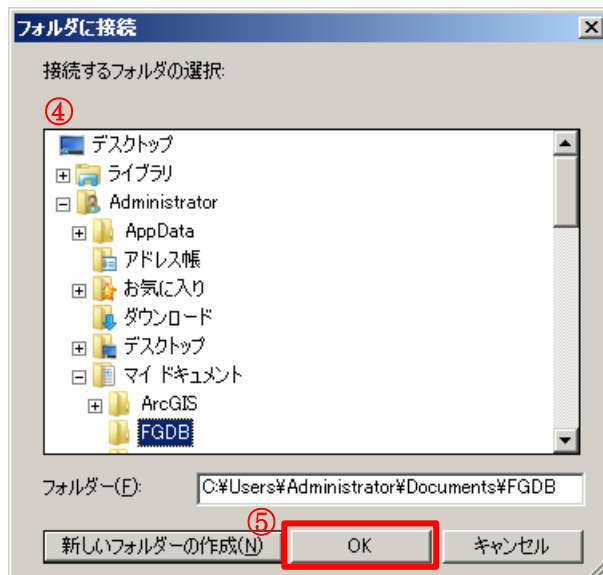 フォルダに接続
接続するフォルダの選択:
④
デスクトップ
ライブラリ
Administrator
AppData
アドレス帳
お気に入り
ダウンロード
デスクトップ
マイ ドキュメント
ArcGIS
FGDB
フォルダー(F): C:¥Users¥Administrator¥Documents¥FGDB
⑤
新しいフォルダーの作成(N) OK キャンセル